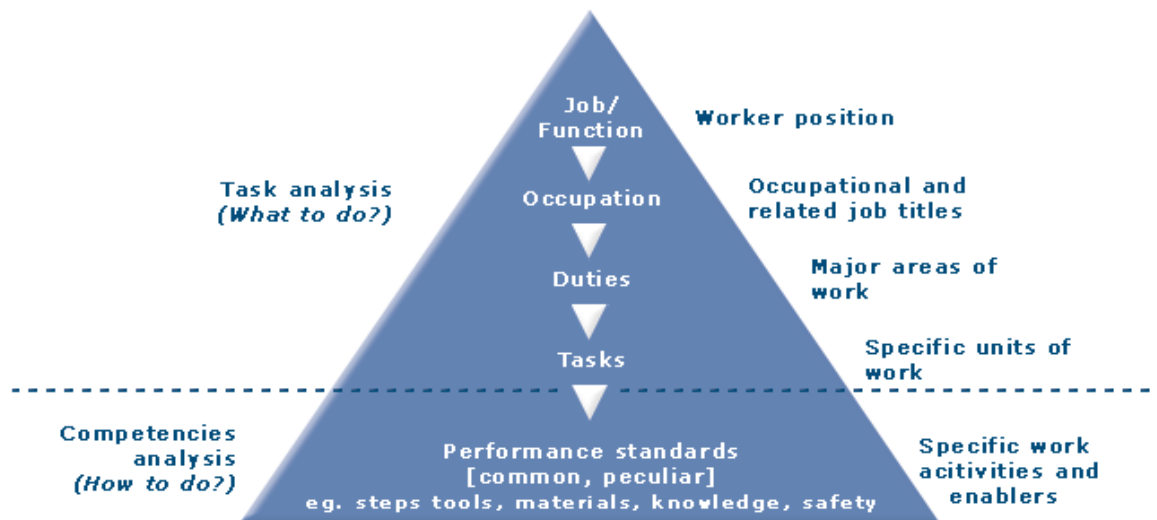 Job/
Function
Worker position
Task analysis
(What to do?)
Occupation
Occupational and
related job titles
Duties
Major areas of
work
Tasks
Specific units of
work
Competencies
analysis
(How to do?)
Performance standards
[common, peculiar]
eg. steps tools, materials, knowledge, safety
Specific work
acitivities and
enablers